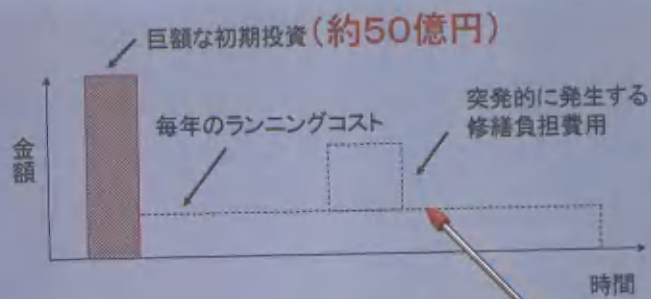 巨額な初期投資(約50億円)
毎年のランニングコスト
突発的に発生する
修繕負担費用
金額
時間